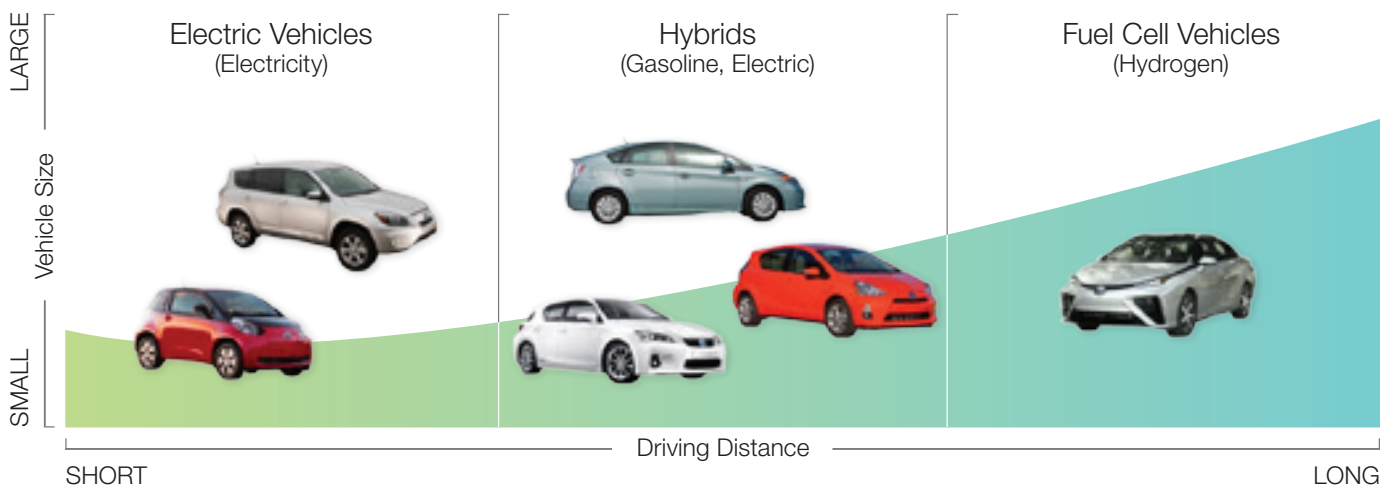 LARGE
Vehicle Size
SMALL
Electric Vehicles
(Electricity)
Hybrids
(Gasoline, Electric)
Fuel Cell Vehicles
(Hydrogen)
Driving Distance
SHORT
LONG